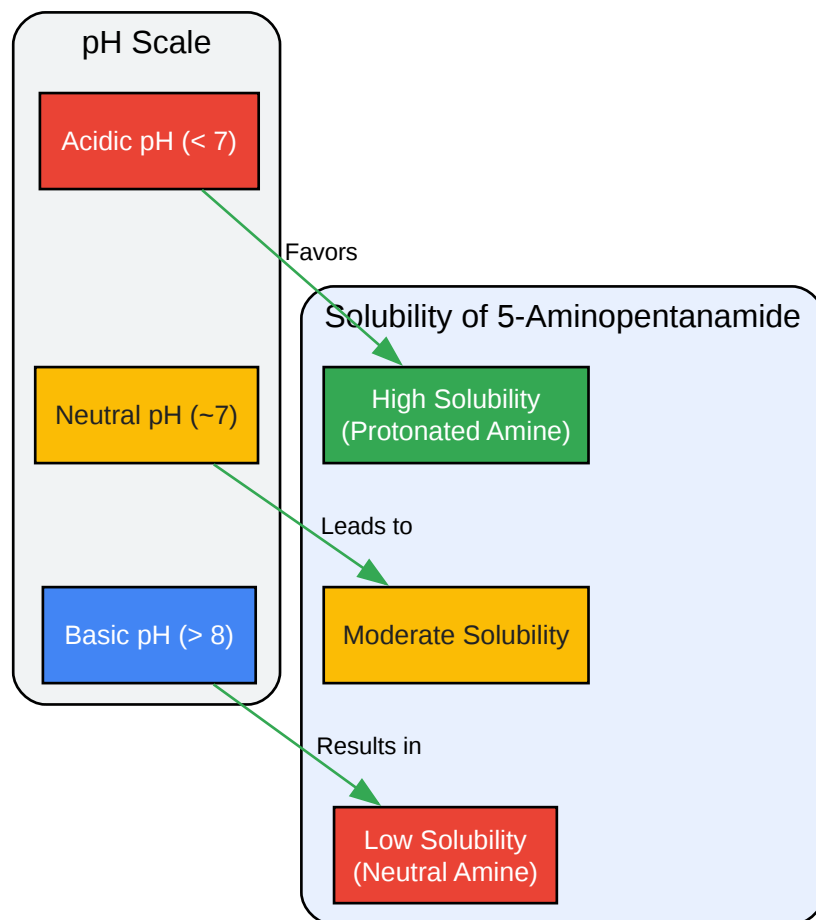 pH Scale
Acidic pH (< 7)
Favors
Solubility of 5-Aminopentanamide
Neutral pH (~7)
High Solubility
(Protonated Amine)
Leads to
Basic pH (> 8)
Moderate Solubility
Results in
Low Solubility
(Neutral Amine)